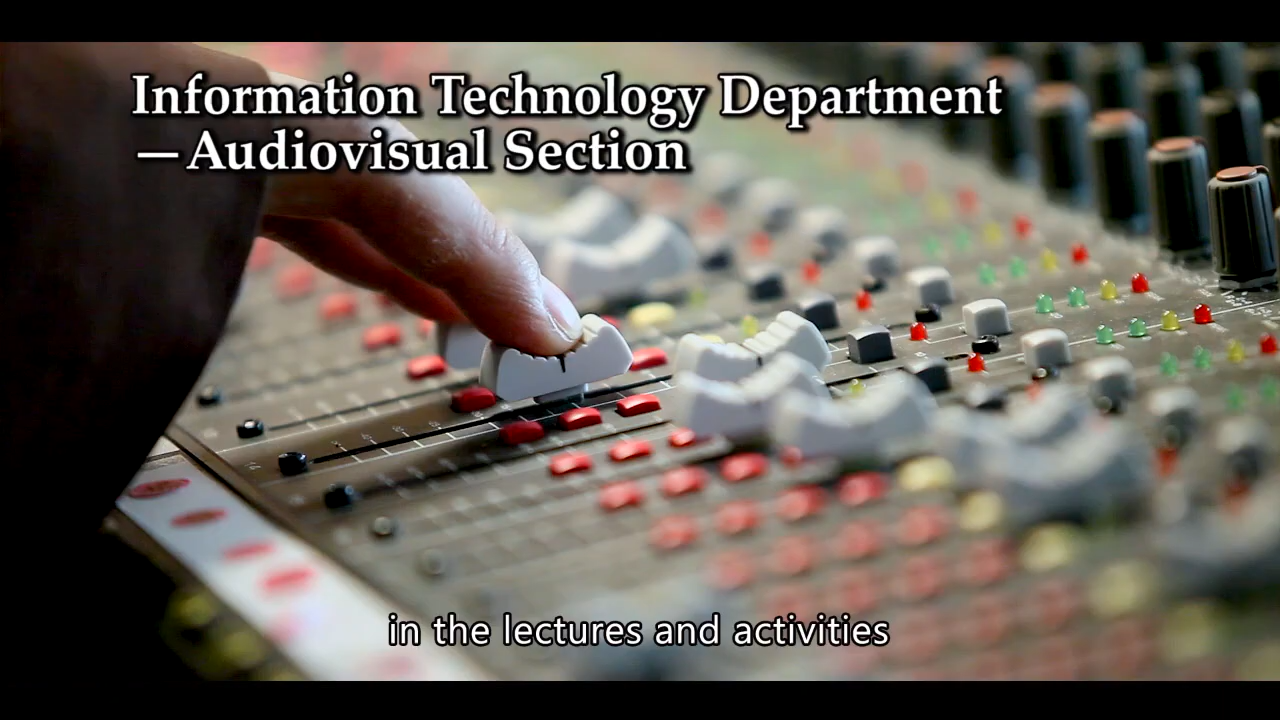 Information Technology Department
—Audiovisual Section
in the lectures and activities